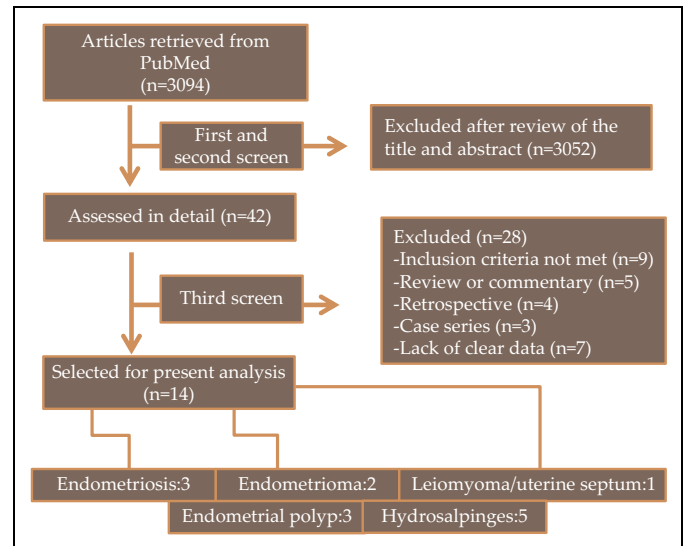 Articles retrieved from
PubMed
(n=3094)
First and
second screen
Excluded after review of the
title and abstract (n=3052)
Assessed in detail (n=42)
Excluded (n=28)
-Inclusion criteria not met (n=9)
-Review or commentary (n=5)
-Retrospective (n=4)
-Case series (n=3)
-Lack of clear data (n=7)
Third screen
Selected for present analysis
(n=14)
Endometriosis:3
Endometrioma:2
Leiomyoma/uterine septum:1
Endometrial polyp:3
Hydrosalpinges:5